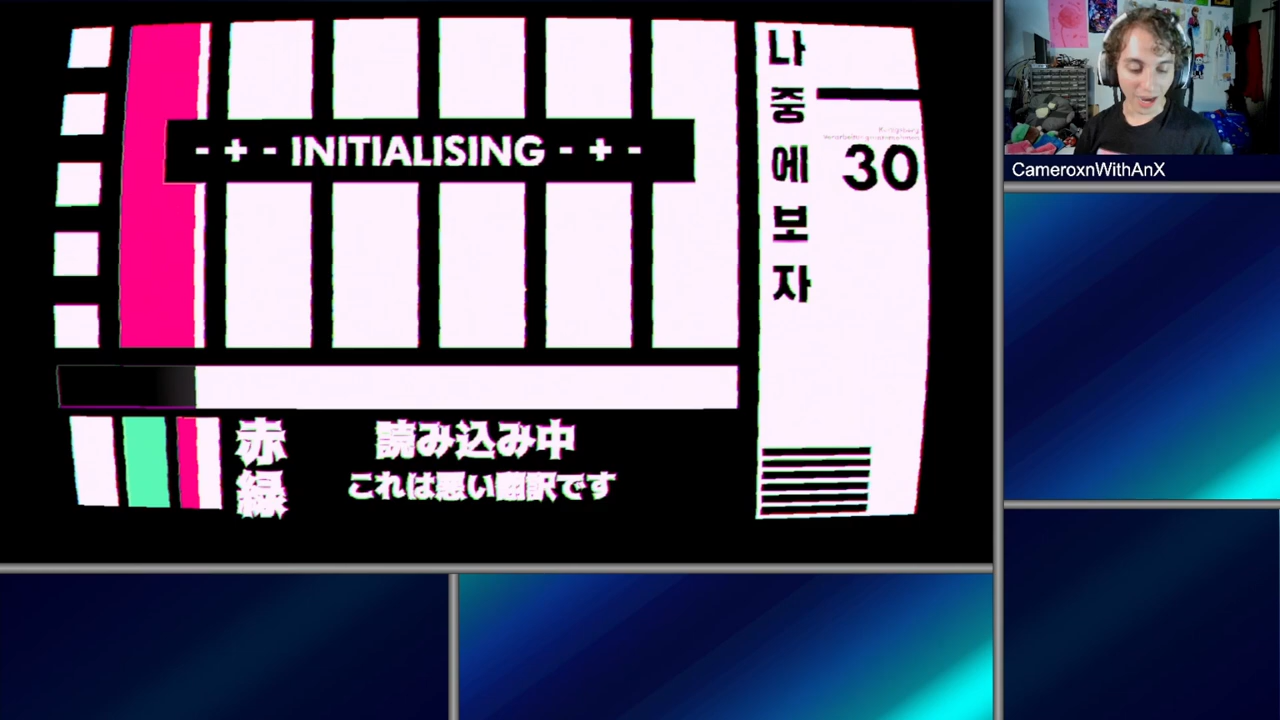 -+- INITIALISING -+-
나중에보자
30
赤緑
読み込み中
これは悪い翻訳です
CameroxnWithAnX